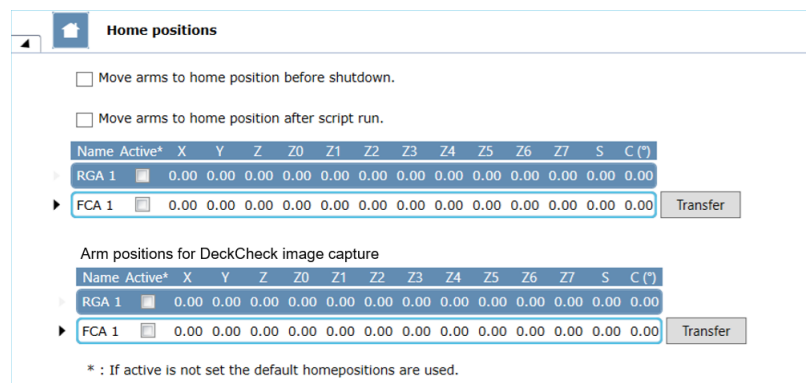 Home positions
Move arms to home position before shutdown.
Move arms to home position after script run.
Name Active* X Y Z Z0 Z1 Z2 Z3 Z4 Z5 Z6 Z7 S C (°)
RGA 1 0.00 0.00 0.00 0.00 0.00 0.00 0.00 0.00 0.00 0.00 0.00 0.00 0.00
FCA 1 0.00 0.00 0.00 0.00 0.00 0.00 0.00 0.00 0.00 0.00 0.00 0.00 0.00 Transfer
Arm positions for DeckCheck image capture
Name Active* X Y Z Z0 Z1 Z2 Z3 Z4 Z5 Z6 Z7 S C (°)
RGA 1 0.00 0.00 0.00 0.00 0.00 0.00 0.00 0.00 0.00 0.00 0.00 0.00 0.00
FCA 1 0.00 0.00 0.00 0.00 0.00 0.00 0.00 0.00 0.00 0.00 0.00 0.00 0.00 Transfer
* : If active is not set the default homepositions are used.